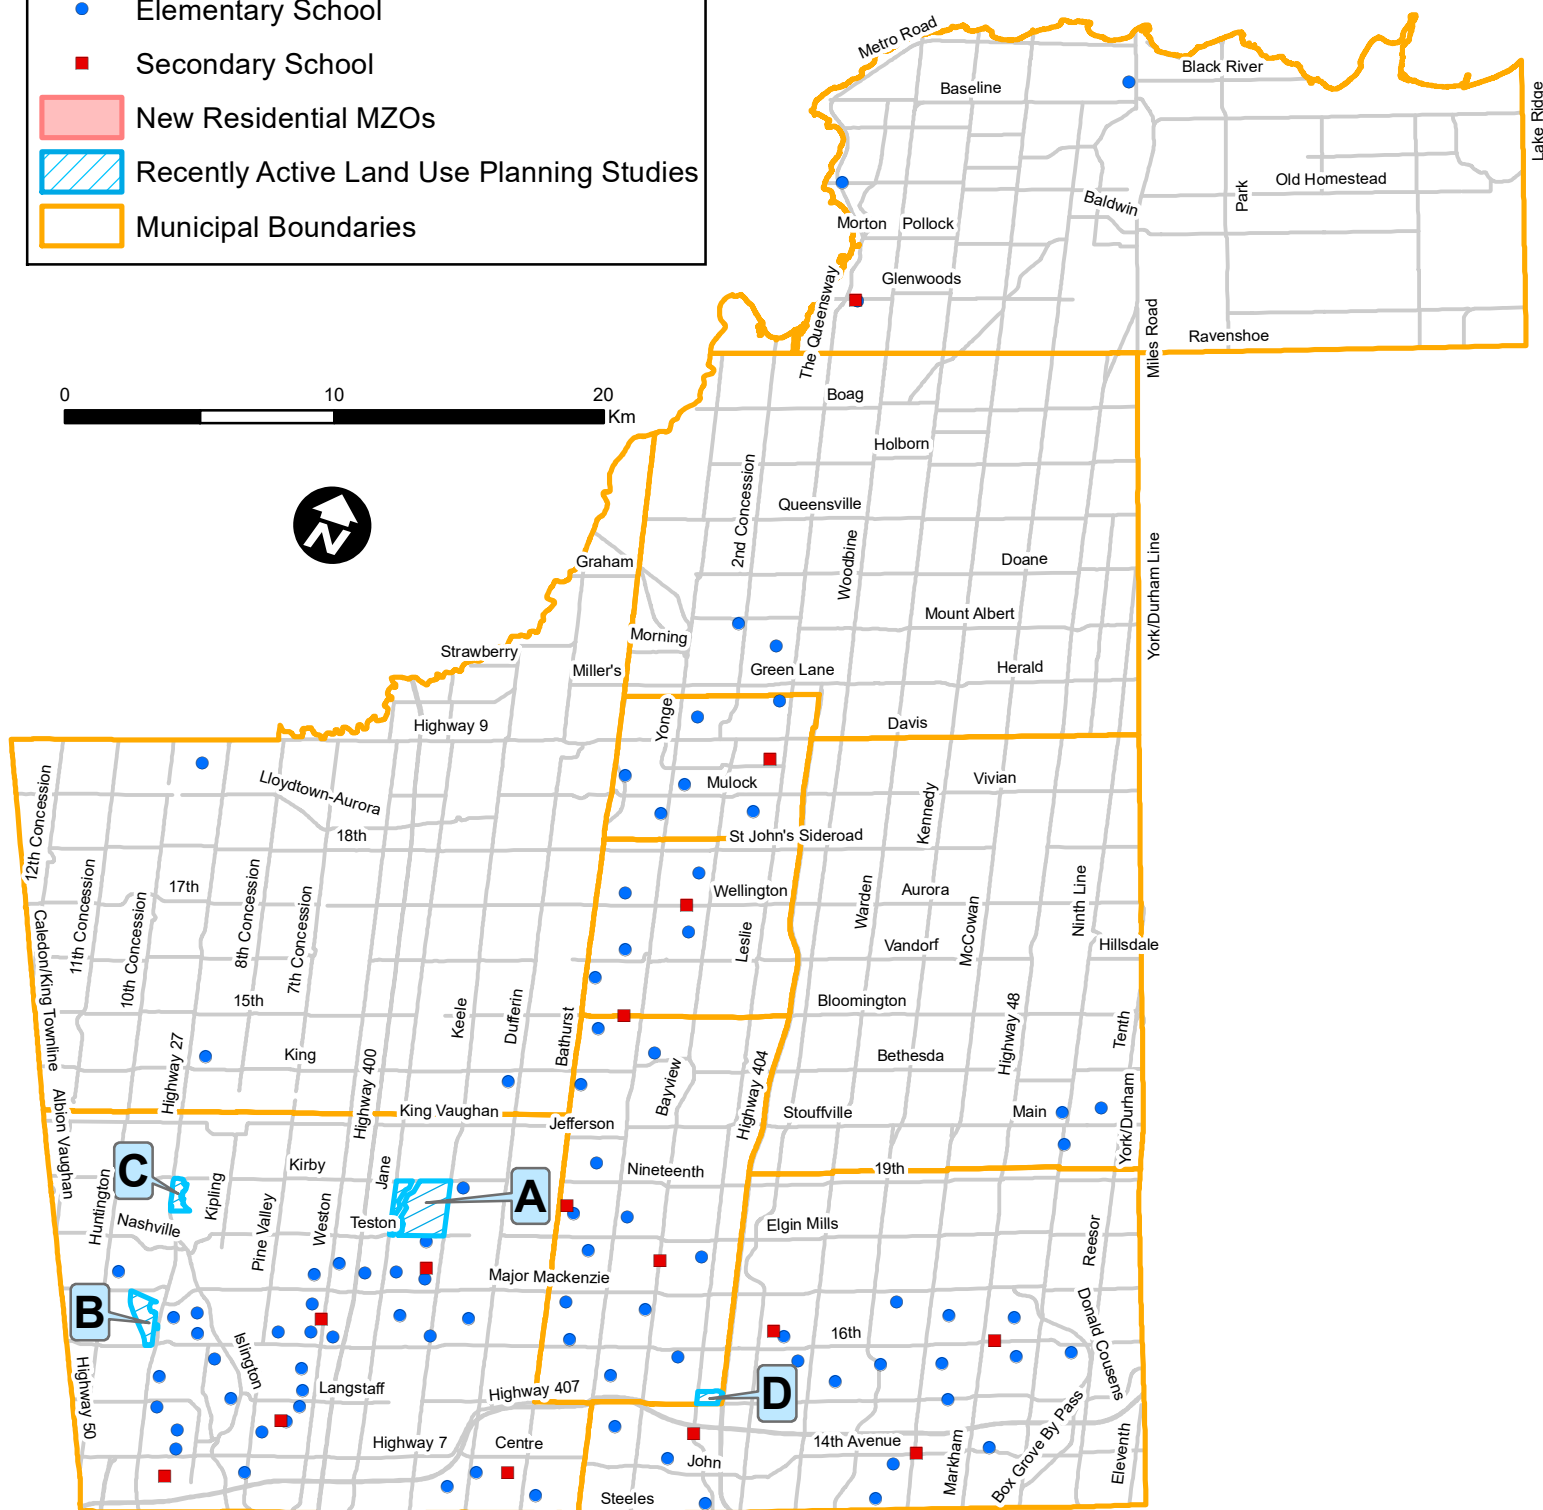 Elementary School
Secondary School
New Residential MZOs
Recently Active Land Use Planning Studies
Municipal Boundaries
0 10 20
Km
N
Metro Road
Baseline
Black River
Lake Ridge
Old Homestead
Park
Baldwin
Morton
Pollock
Glenwoods
The Queensway
Miles Road
Ravenshoe
Boag
Holborn
2nd Concession
Queensville
Woodbine
Doane
Graham
York/Durham Line
Mount Albert
Morning
Strawberry
Miller's
Green Lane
Herald
Yonge
Highway 9
Davis
Lloydtown-Aurora
Mulock
Vivian
12th Concession
18th
St John's Sideroad
Kennedy
17th
Wellington
Warden
Aurora
Ninth Line
11th Concession
10th Concession
8th Concession
7th Concession
Leslie
Vandorf
McCowan
Hillsdale
Caledon/King Townline
15th
Keele
Dufferin
Bathurst
Bloomington
Highway 48
Tenth
Highway 27
King
Highway 400
Bayview
Highway 404
Bethesda
Albion Vaughan
King Vaughan
Jefferson
Stouffville
Main
York/Durham
C
Huntington
Kipling
Kirby
Jane
A
Nineteenth
19th
Nashville
Pine Valley
Weston
Teston
Elgin Mills
Reesor
Major Mackenzie
B
Islington
16th
Donald Cousens
Highway 50
Langstaff
Highway 407
D
Highway 7
Centre
John
14th Avenue
Markham
Box Grove By Pass
Eleventh
Steeles